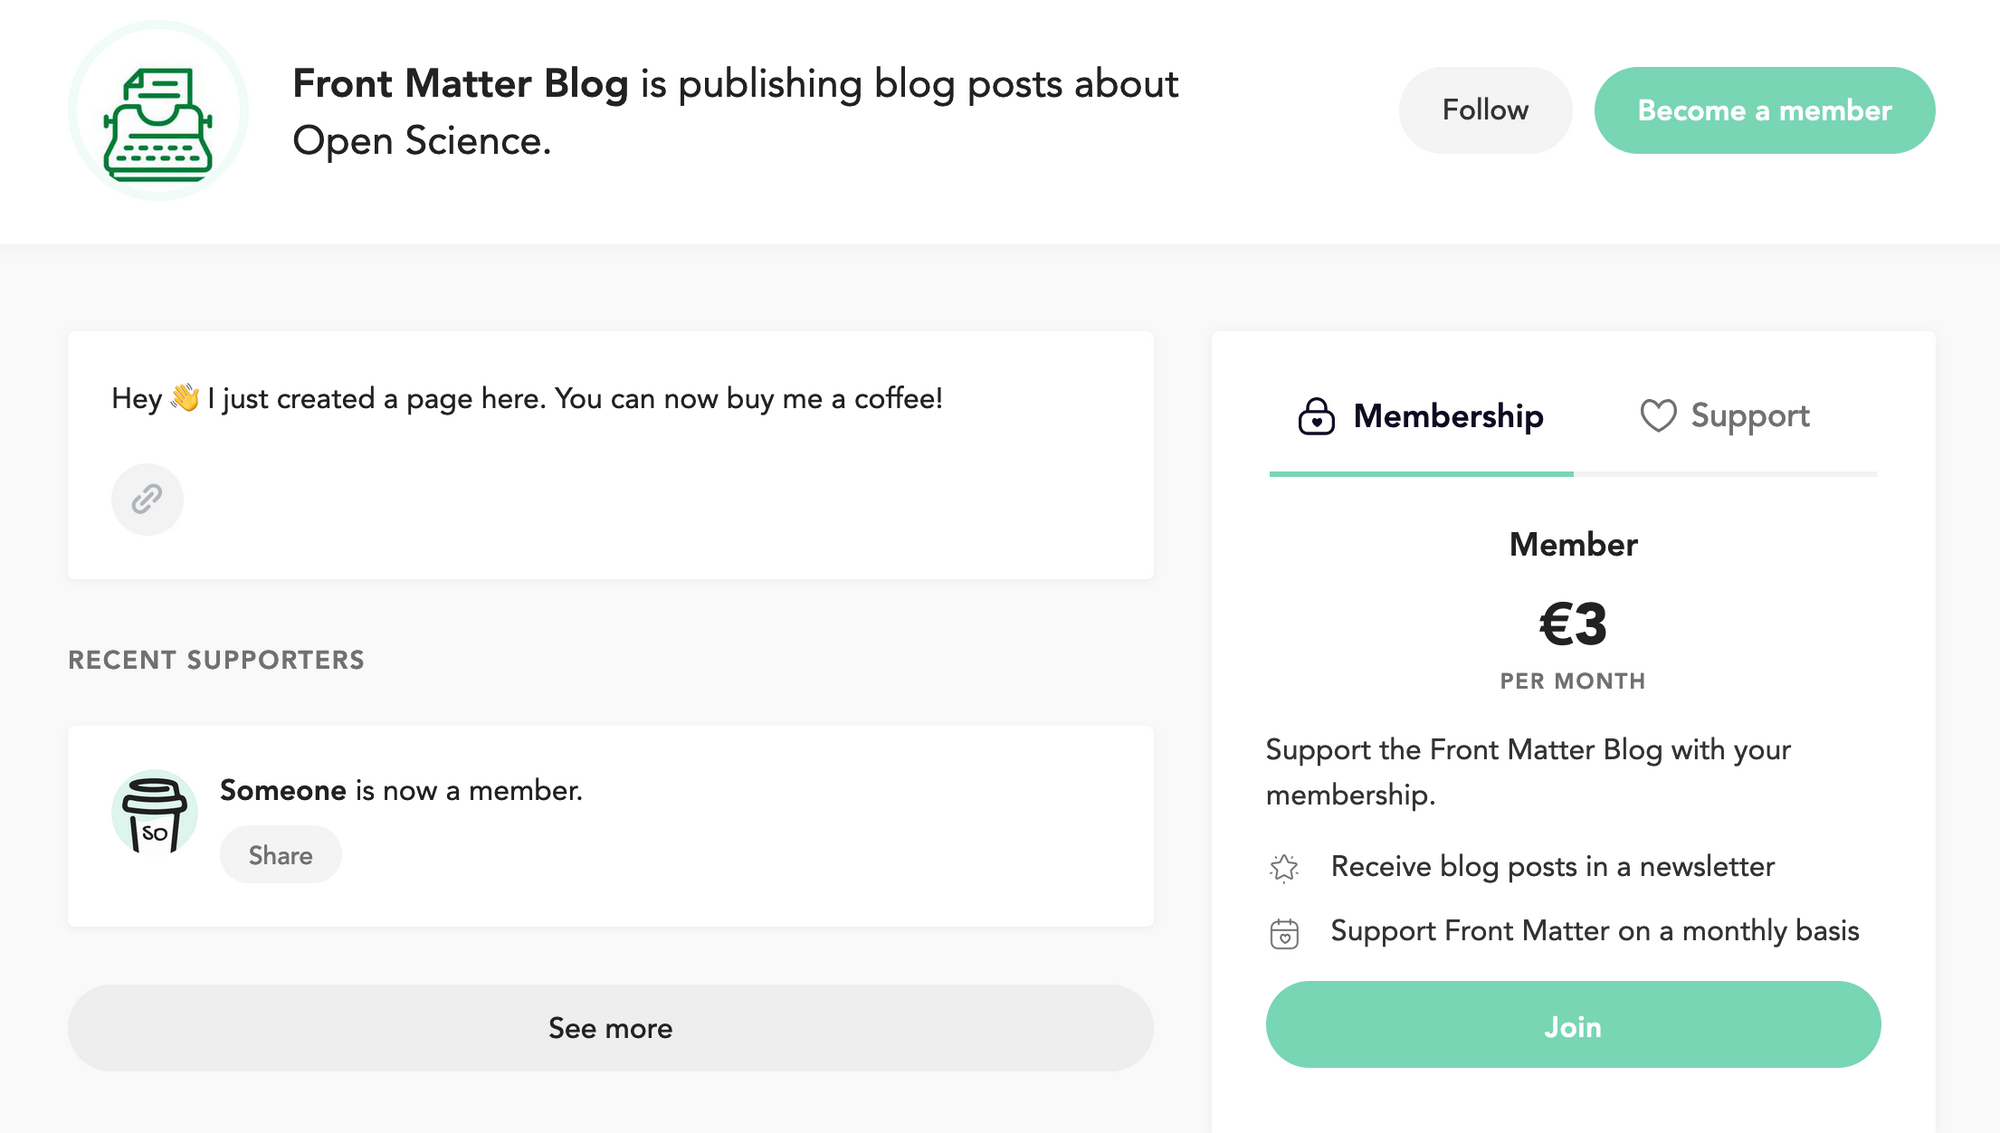 Front Matter Blog is publishing blog posts about
Open Science.
Follow
Become a member
Hey 👋 I just created a page here. You can now buy me a coffee!
RECENT SUPPORTERS
SO
Someone is now a member.
Share
See more
Membership
Support
Member
€3
PER MONTH
Support the Front Matter Blog with your
membership.
Receive blog posts in a newsletter
Support Front Matter on a monthly basis
Join